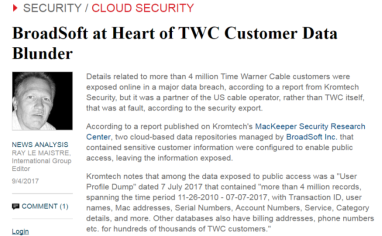 SECURITY / CLOUD SECURITY
BroadSoft at Heart of TWC Customer Data
Blunder
Details related to more than 4 million Time Warner Cable customers were
exposed online in a major data breach, according to a report from Kromtech
Security, but it was a partner of the US cable operator, rather than TWC itself,
that was at fault, according to the security export.
According to a report published on Kromtech's MacKeeper Security Research
Center, two cloud-based data repositories managed by BroadSoft Inc. that
contained sensitive customer information were configured to enable public
access, leaving the information exposed.
Kromtech notes that among the data exposed to public access was a "User
Profile Dump" dated 7 July 2017 that contained "more than 4 million records,
spanning the time period 11-26-2010 - 07-07-2017, with Transaction ID, user
names, Mac addresses, Serial Numbers, Account Numbers, Service, Category
details, and more. Other databases also have billing addresses, phone numbers
etc. for hundreds of thousands of TWC customers."
NEWS ANALYSIS
RAY LE MAISTRE,
International Group
Editor
9/4/2017
COMMENT (1)
Login